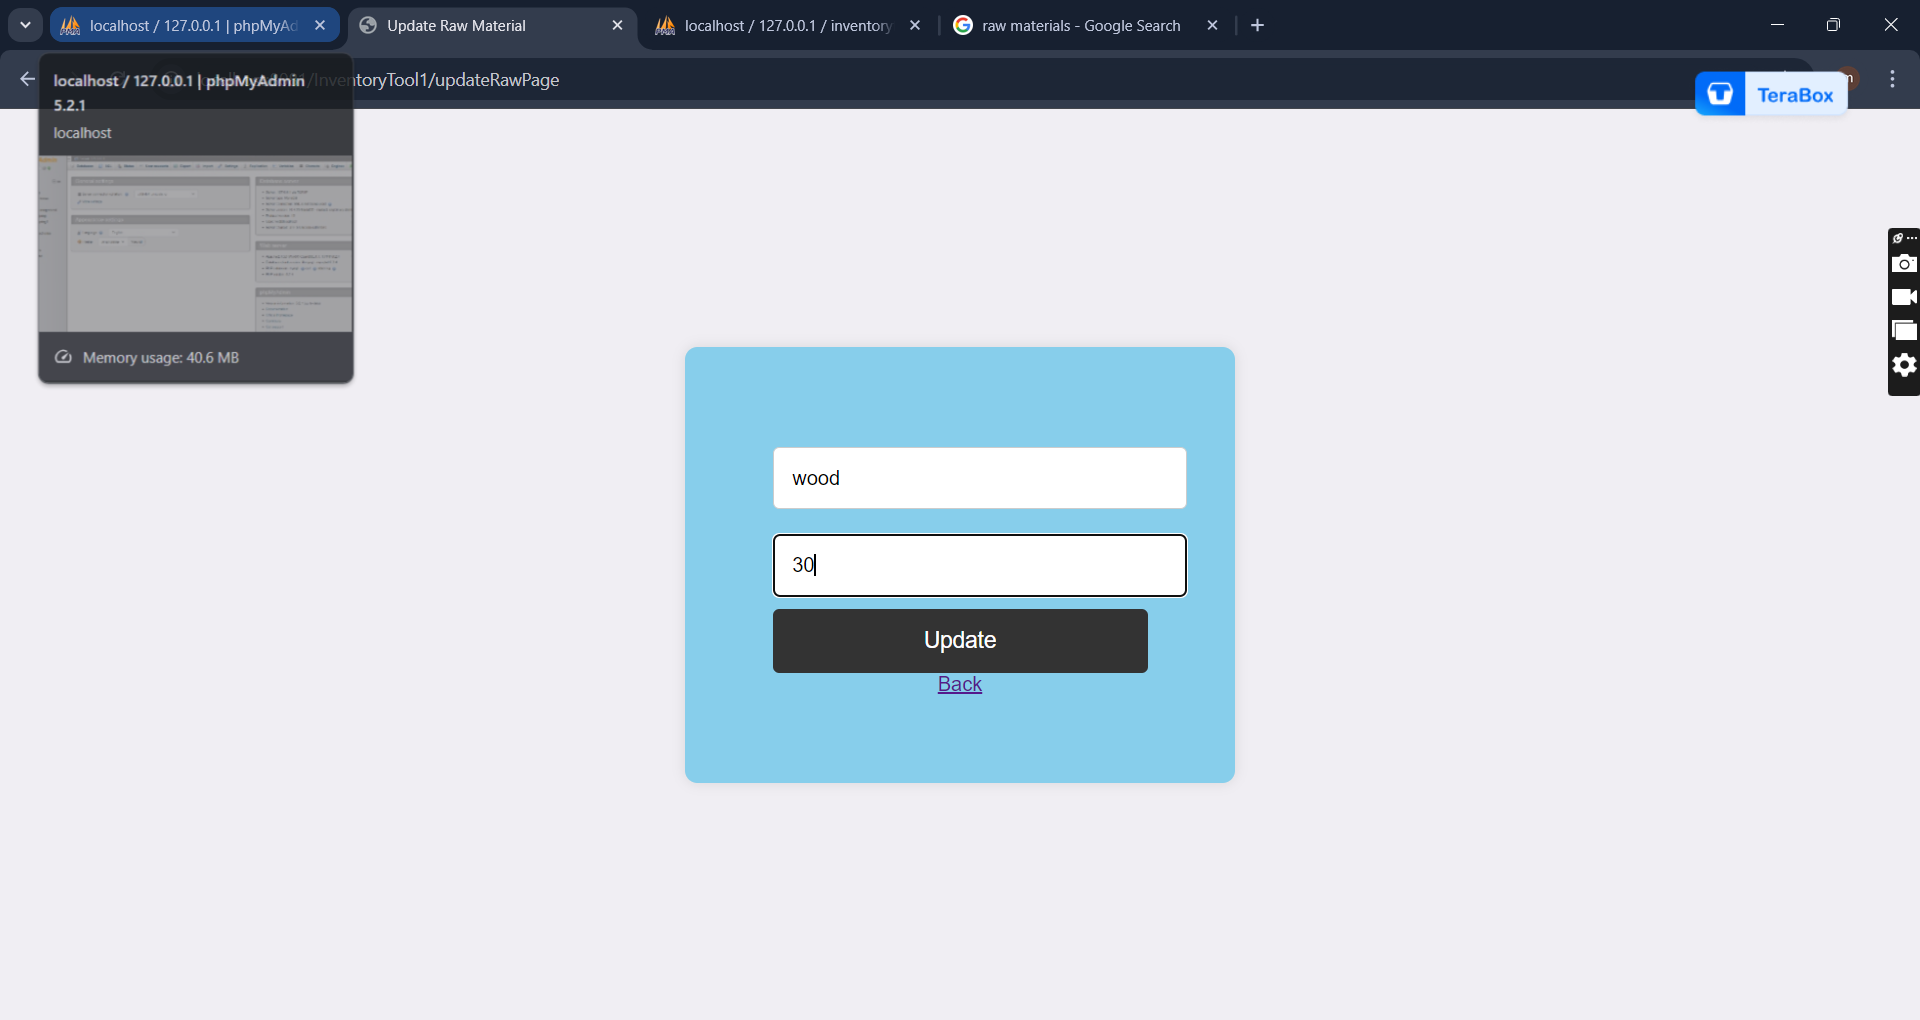 localhost / 127.0.0.1 | phpMyAd
Update Raw Material
localhost / 127.0.0.1 / inventory
raw materials - Google Search
localhost / 127.0.0.1 | phpMyAdmin
5.2.1
localhost
/InventoryTool1/updateRawPage
TeraBox
Memory usage: 40.6 MB
wood
30
Update
Back